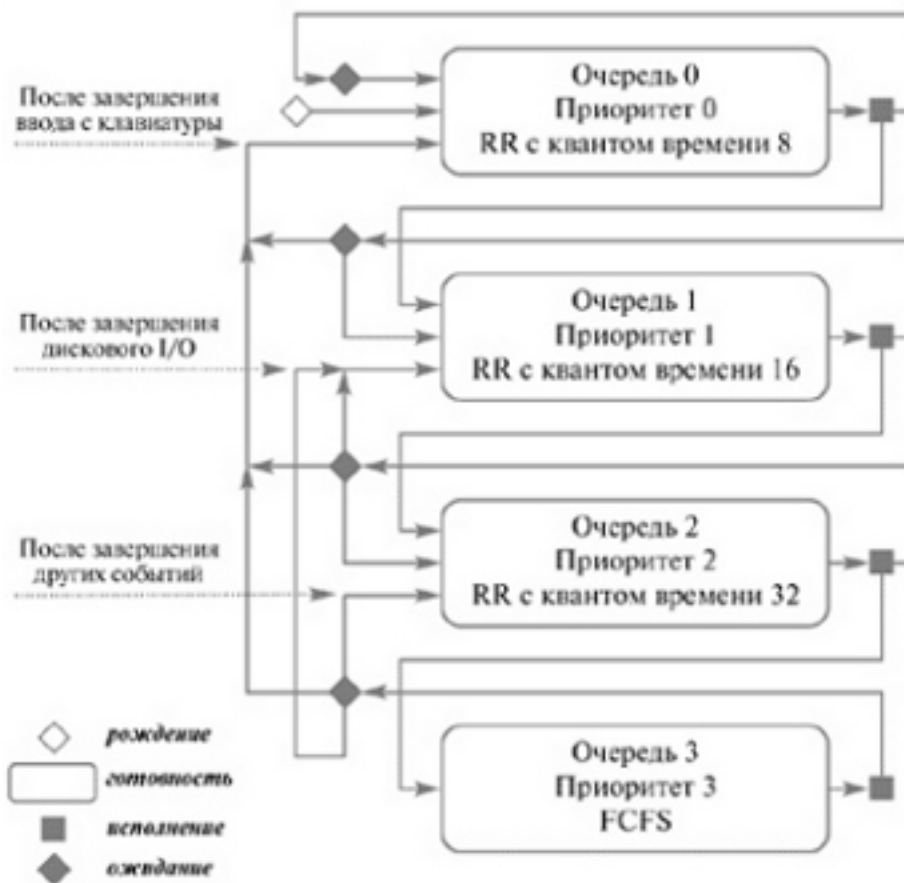 Очередь 0
Приоритет 0
RR с квантом времени 8
После завершения
ввода с клавиатуры
Очередь 1
Приоритет 1
RR с квантом времени 16
После завершения
дискового I/O
Очередь 2
Приоритет 2
RR с квантом времени 32
После завершения
других событий
Очередь 3
Приоритет 3
FCFS
рождение
готовность
исполнение
ожидание